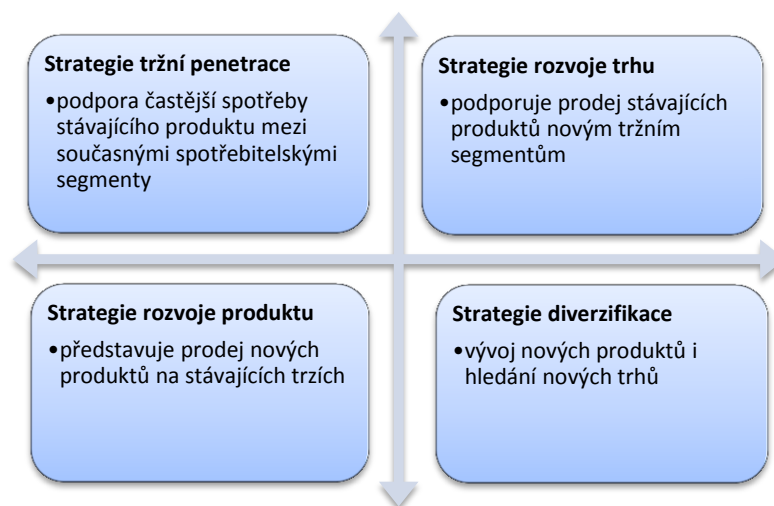 Strategie tržní penetrace
•podpora častější spotřeby
stávajícího produktu mezi
současnými spotřebitelskými
segmenty
Strategie rozvoje trhu
•podporuje prodej stávajících
produktů novým tržním
segmentům
Strategie rozvoje produktu
•představuje prodej nových
produktů na stávajících trzích
Strategie diverzifikace
•vývoj nových produktů i
hledání nových trhů